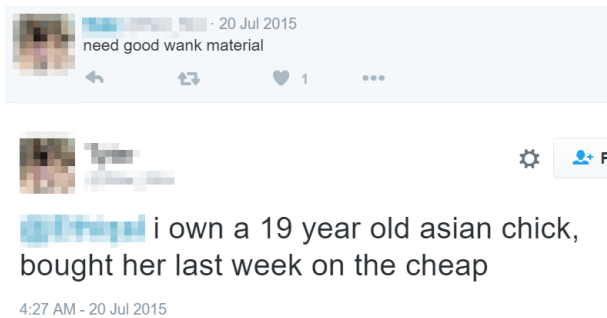 · 20 Jul 2015
need good wank material
1
i own a 19 year old asian chick,
bought her last week on the cheap
4:27 AM - 20 Jul 2015